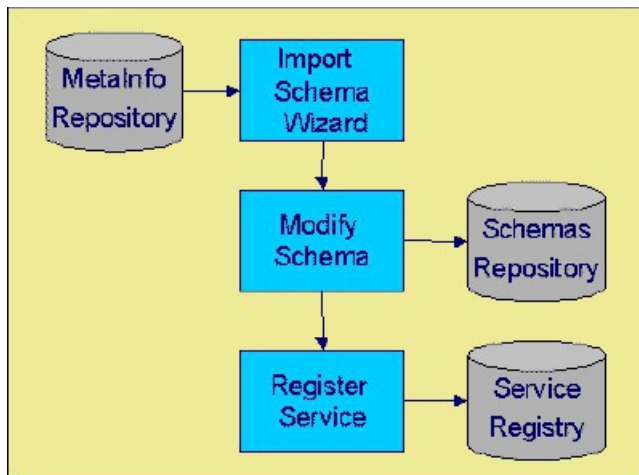 MetaInfo
Repository
Import
Schema
Wizard
Modify
Schema
Schemas
Repository
Register
Service
Service
Registry